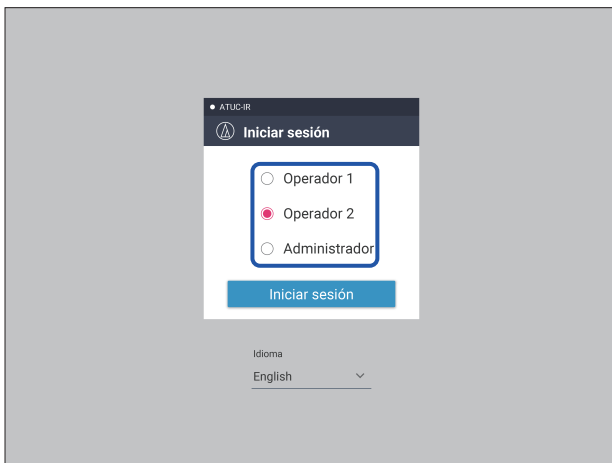 ATUC-IR
Iniciar sesión
Operador 1
Operador 2
Administrador
Iniciar sesión
Idioma
English